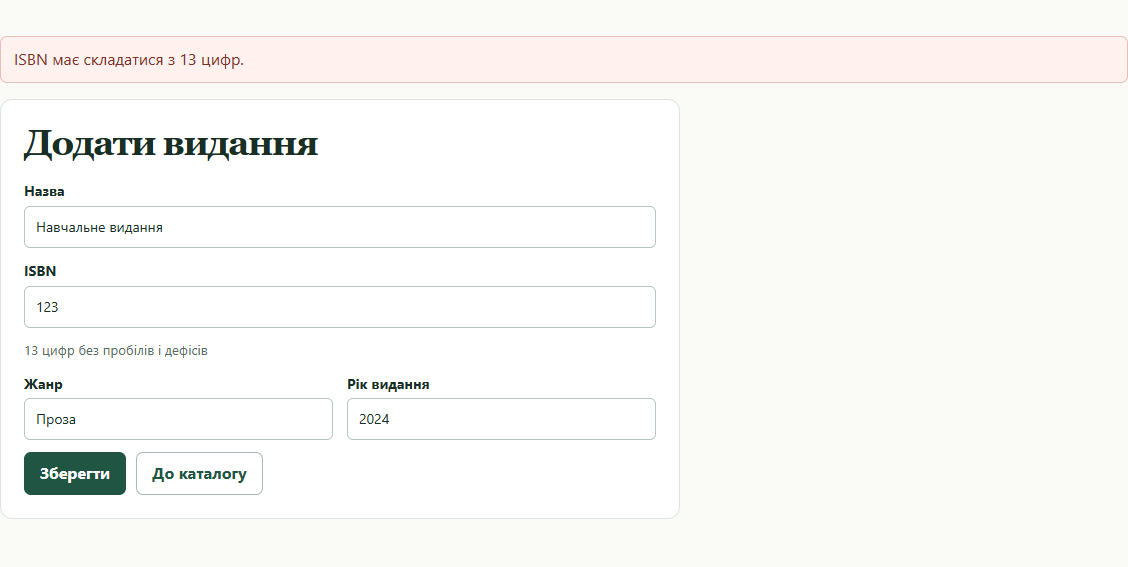 ISBN має складатися з 13 цифр.
Додати видання
Назва
Навчальне видання
ISBN
123
13 цифр без пробілів і дефісів
Жанр
Рік видання
Проза
2024
Зберегти
До каталогу